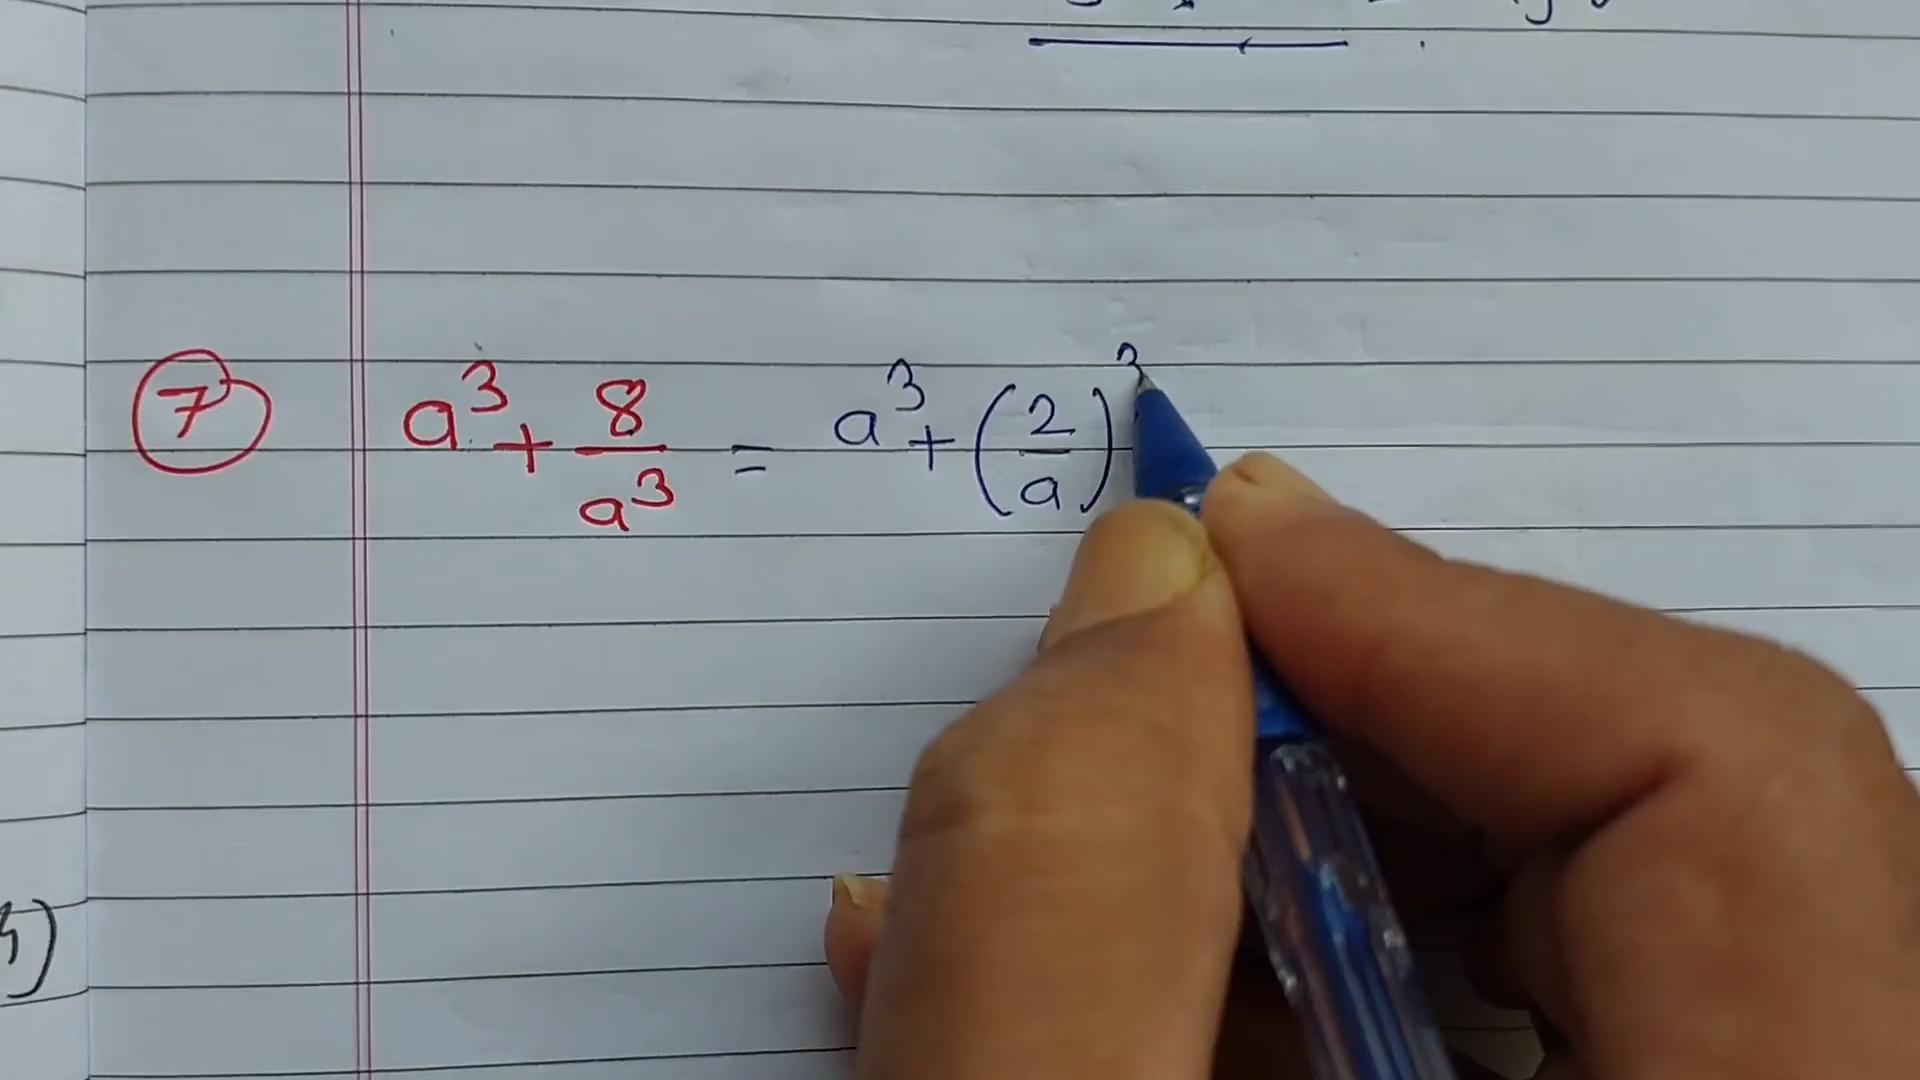 7 a³ + 8/a³ = a³ + (2/a)³